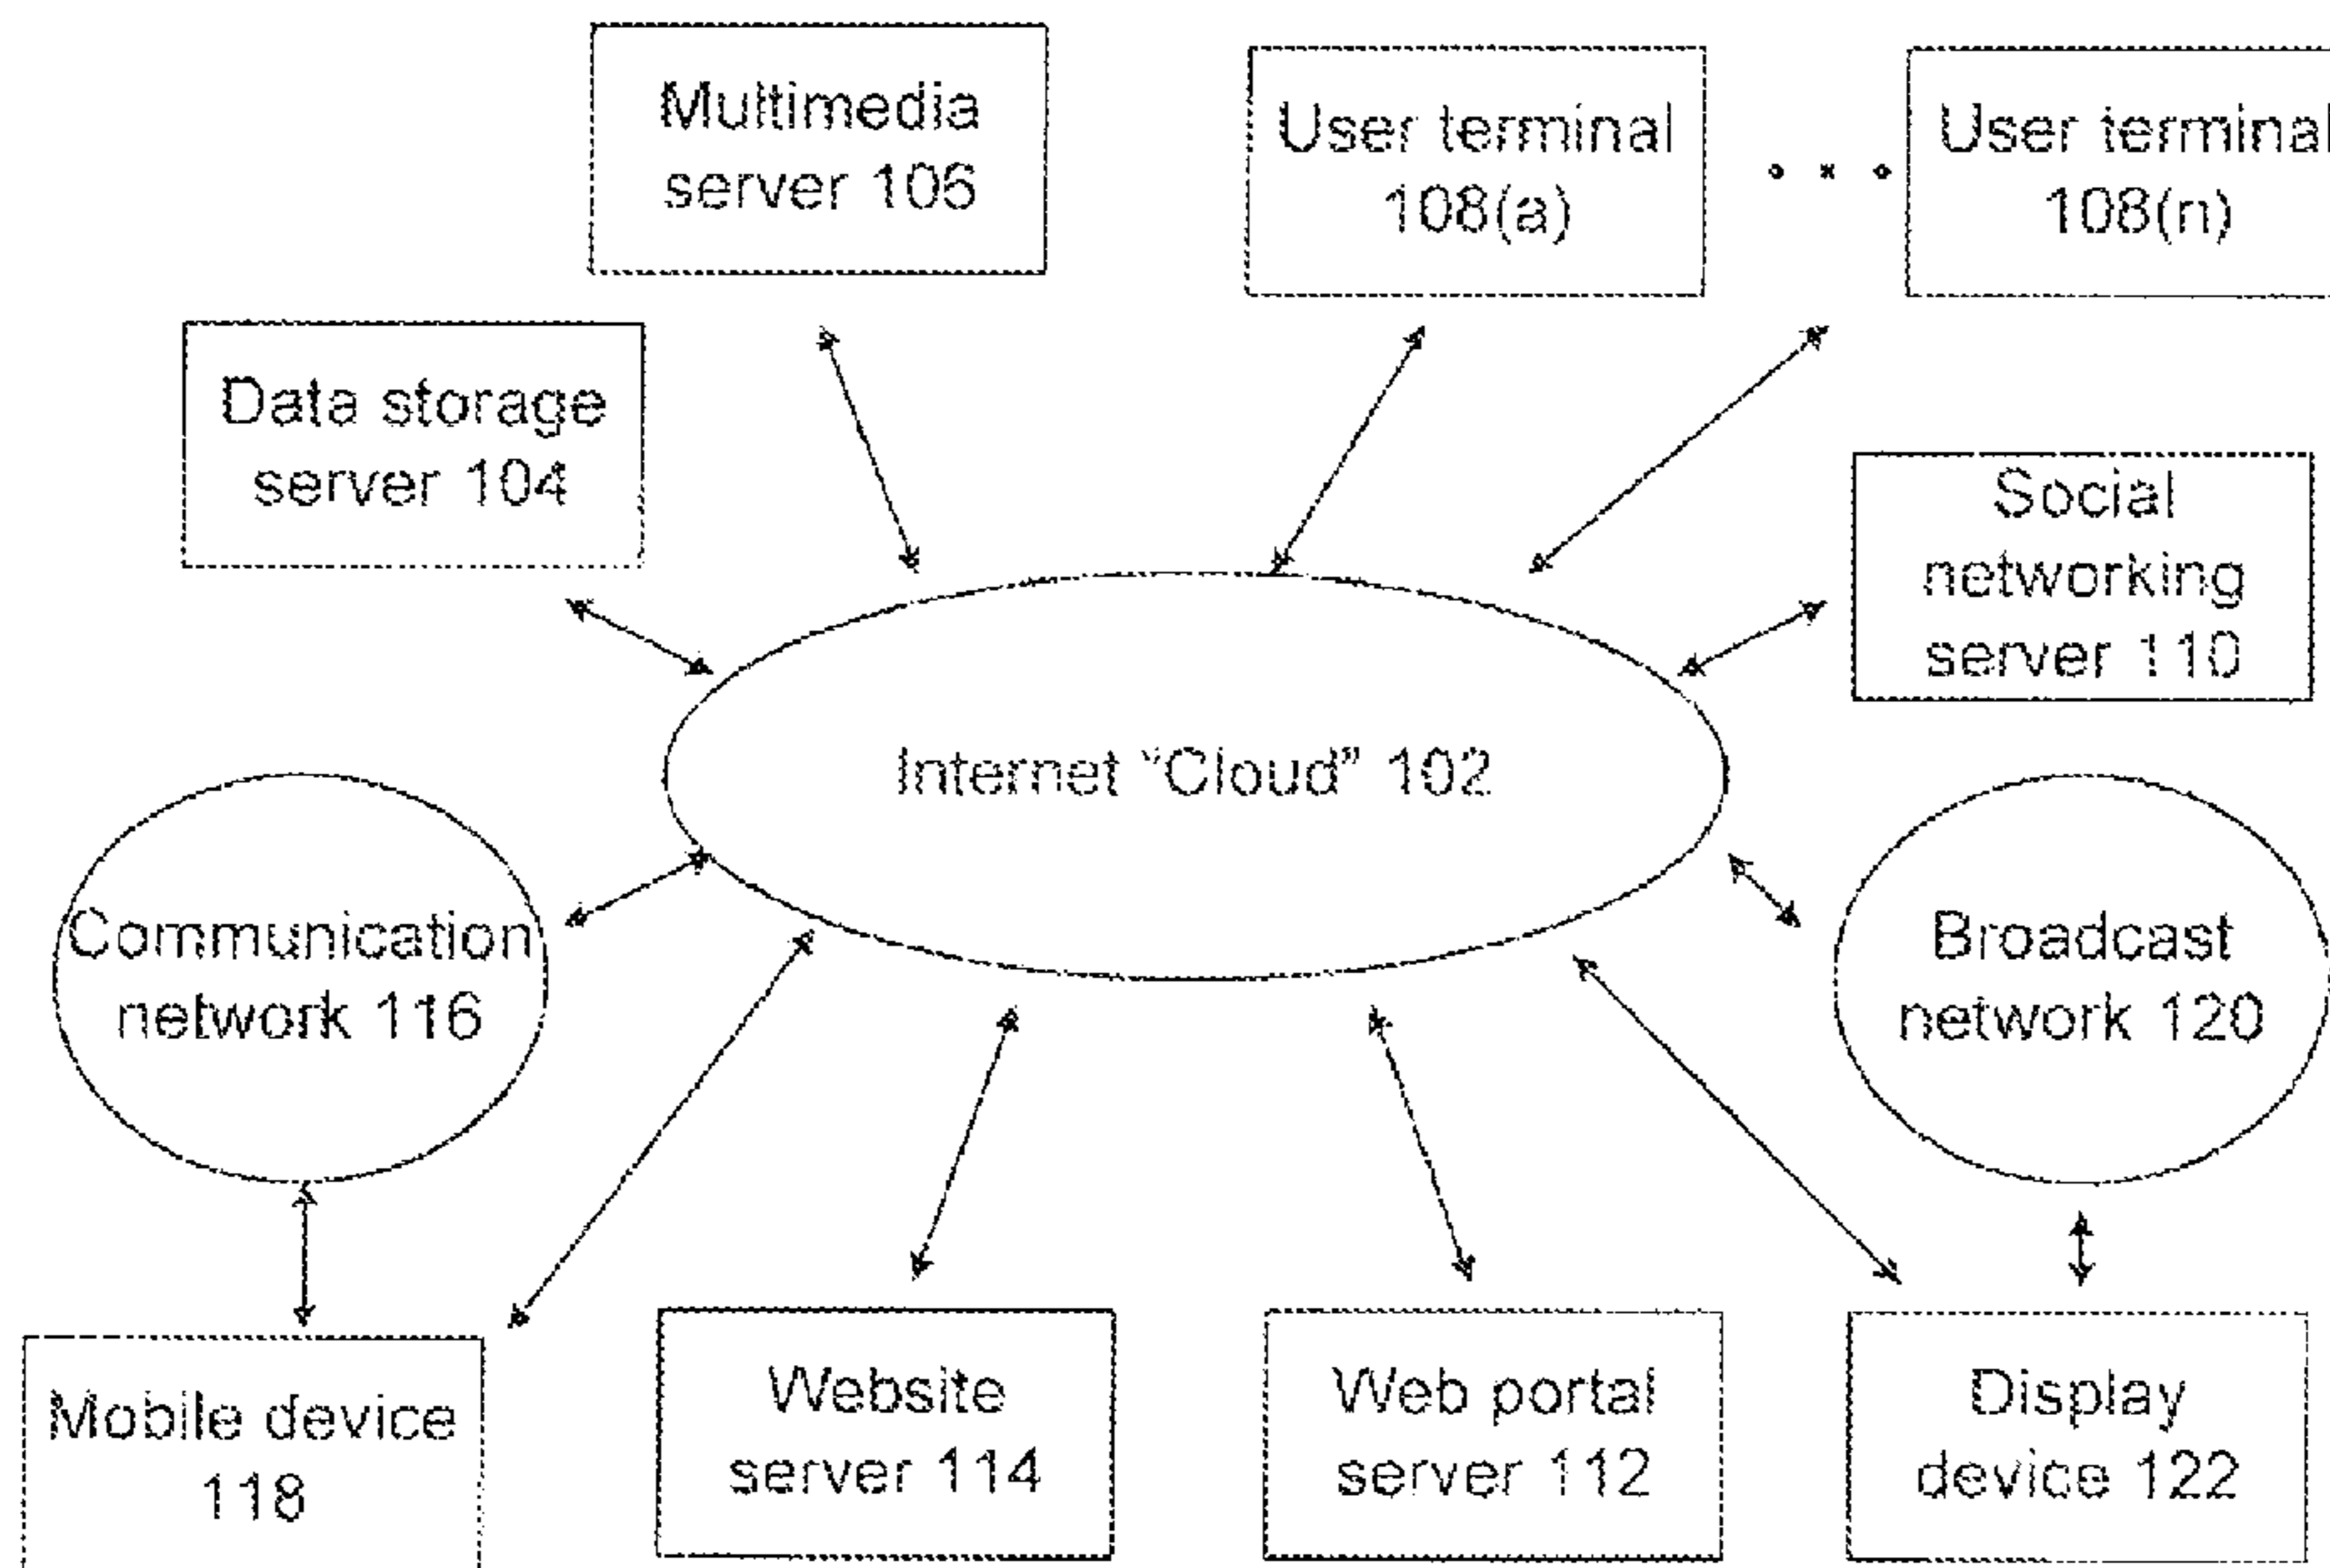 Multimedia
server 106
User terminal
108(a)
User terminal
108(n)
Data storage
server 104
Social
networking
server 110
Internet "Cloud" 102
Communication
network 116
Broadcast
network 120
Mobile device
118
Website
server 114
Web portal
server 112
Display
device 122